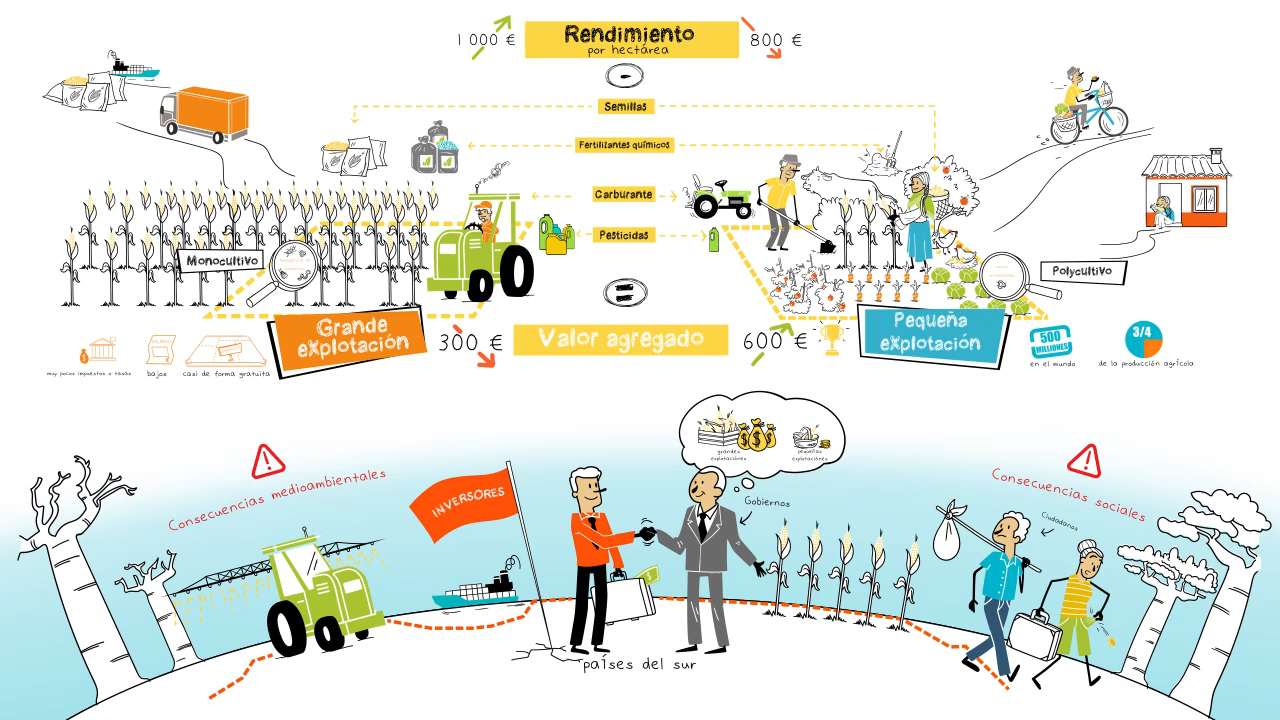 1 000 €
Rendimiento
por hectárea
800 €
Semillas
Fertilizantes químicos
Carburante
Pesticidas
Monocultivo
Polycultivo
Grande
explotación
300 €
Valor agregado
600 €
Pequeña
explotación
500
MILLIONES
en el mundo
3/4
de la producción agrícola
muy pocos impuestos o tasas
bajos
casi de forma gratuita
grandes
explotaciónes
pequeñas
explotaciónes
Consecuencias medioambientales
INVERSORES
Gobiernos
Consecuencias sociales
Ciudadanos
países del sur